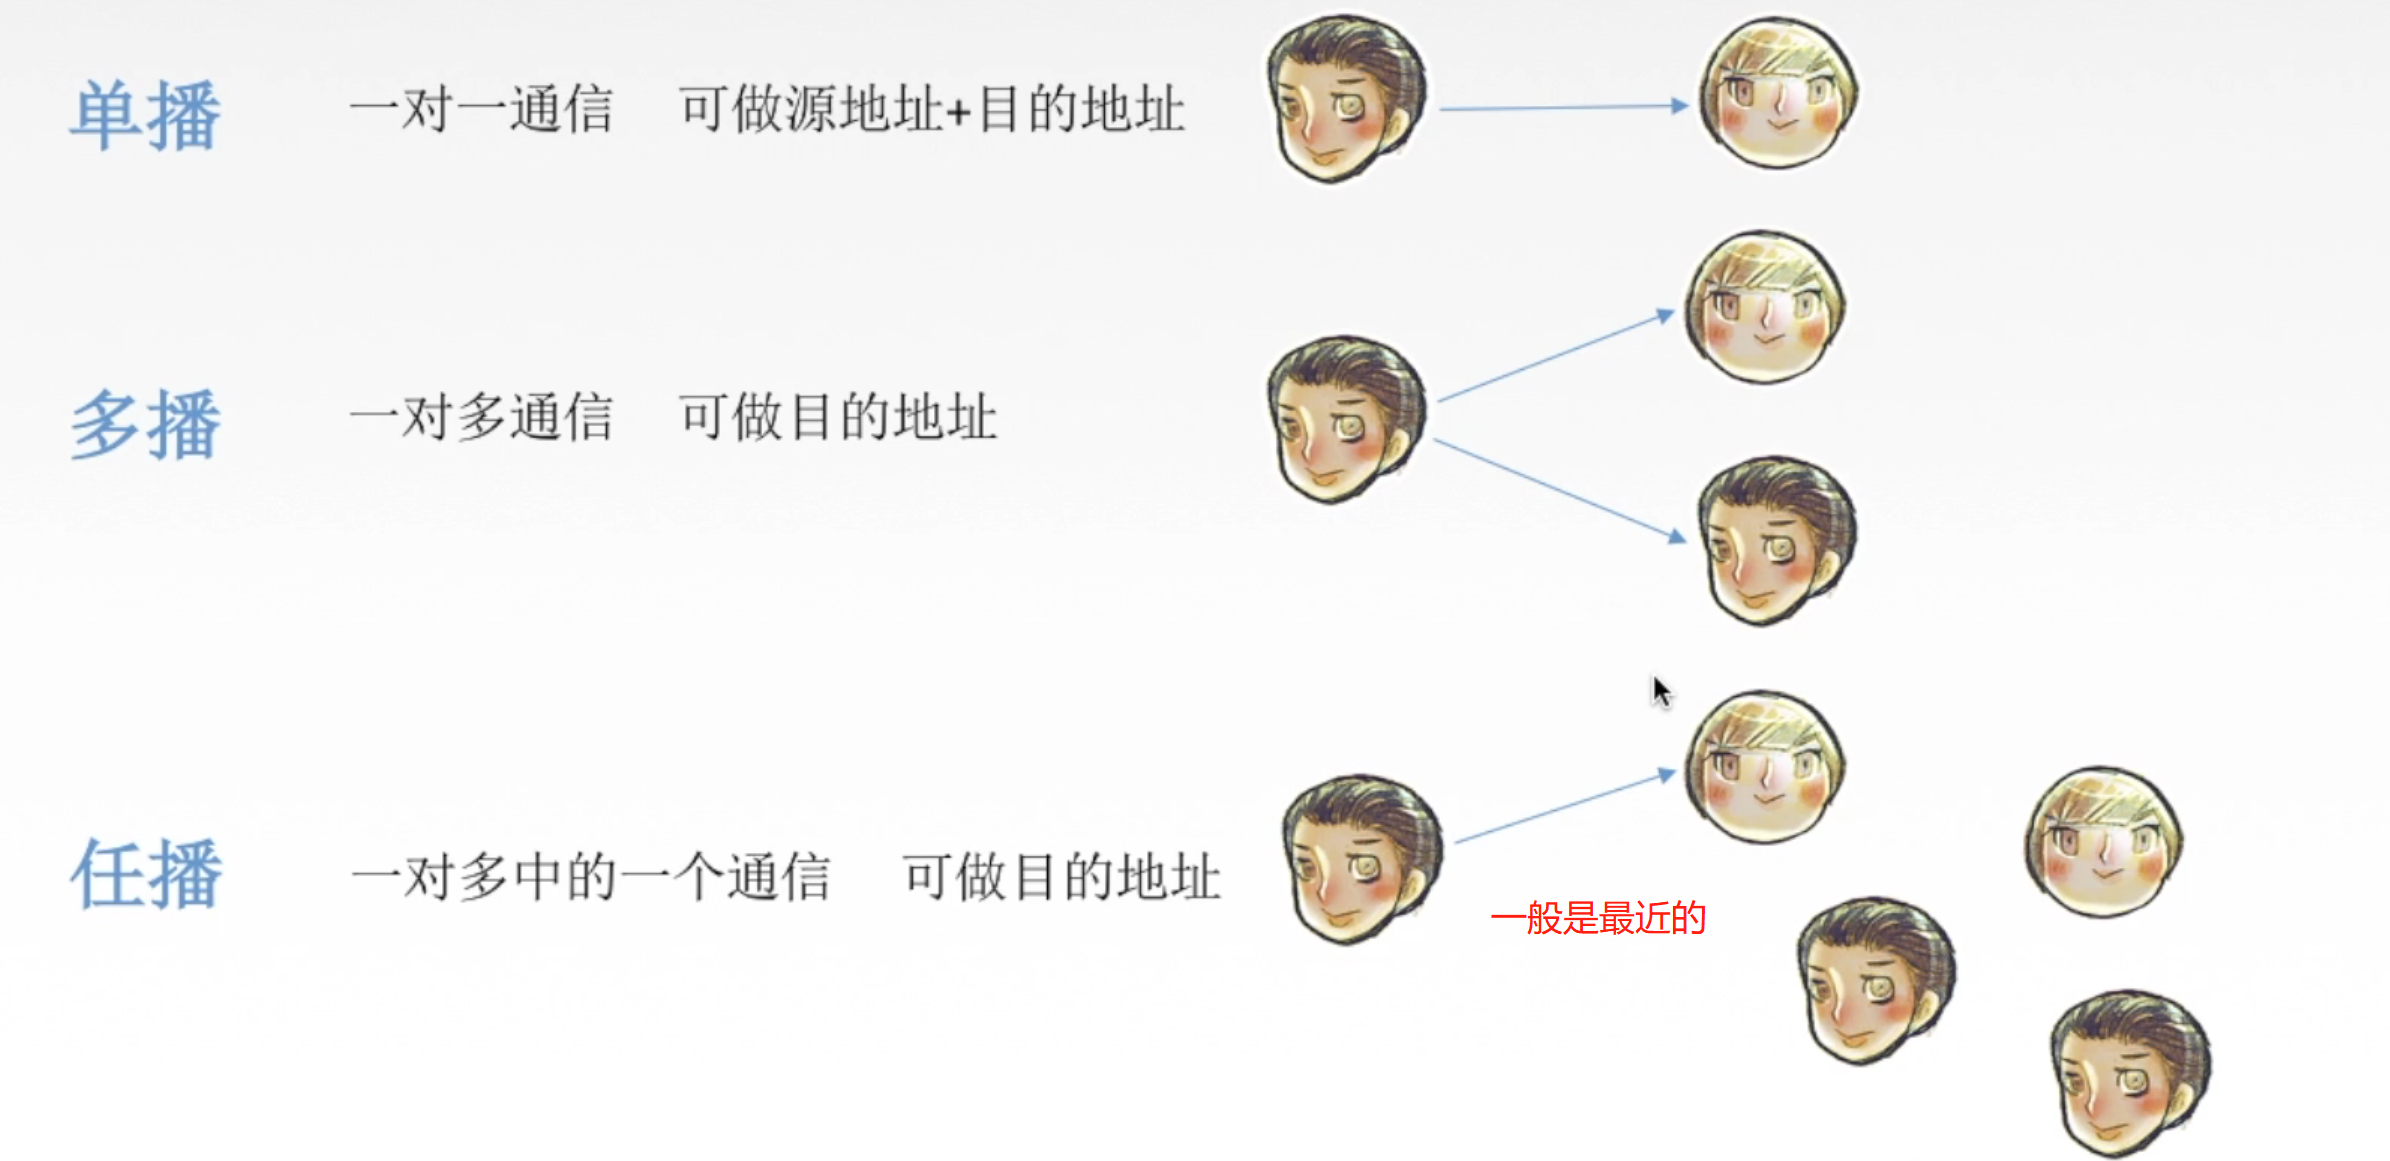 单播 一对一通信 可做源地址+目的地址
多播 一对多通信 可做目的地址
任播 一对多中的一个通信 可做目的地址
一般是最近的